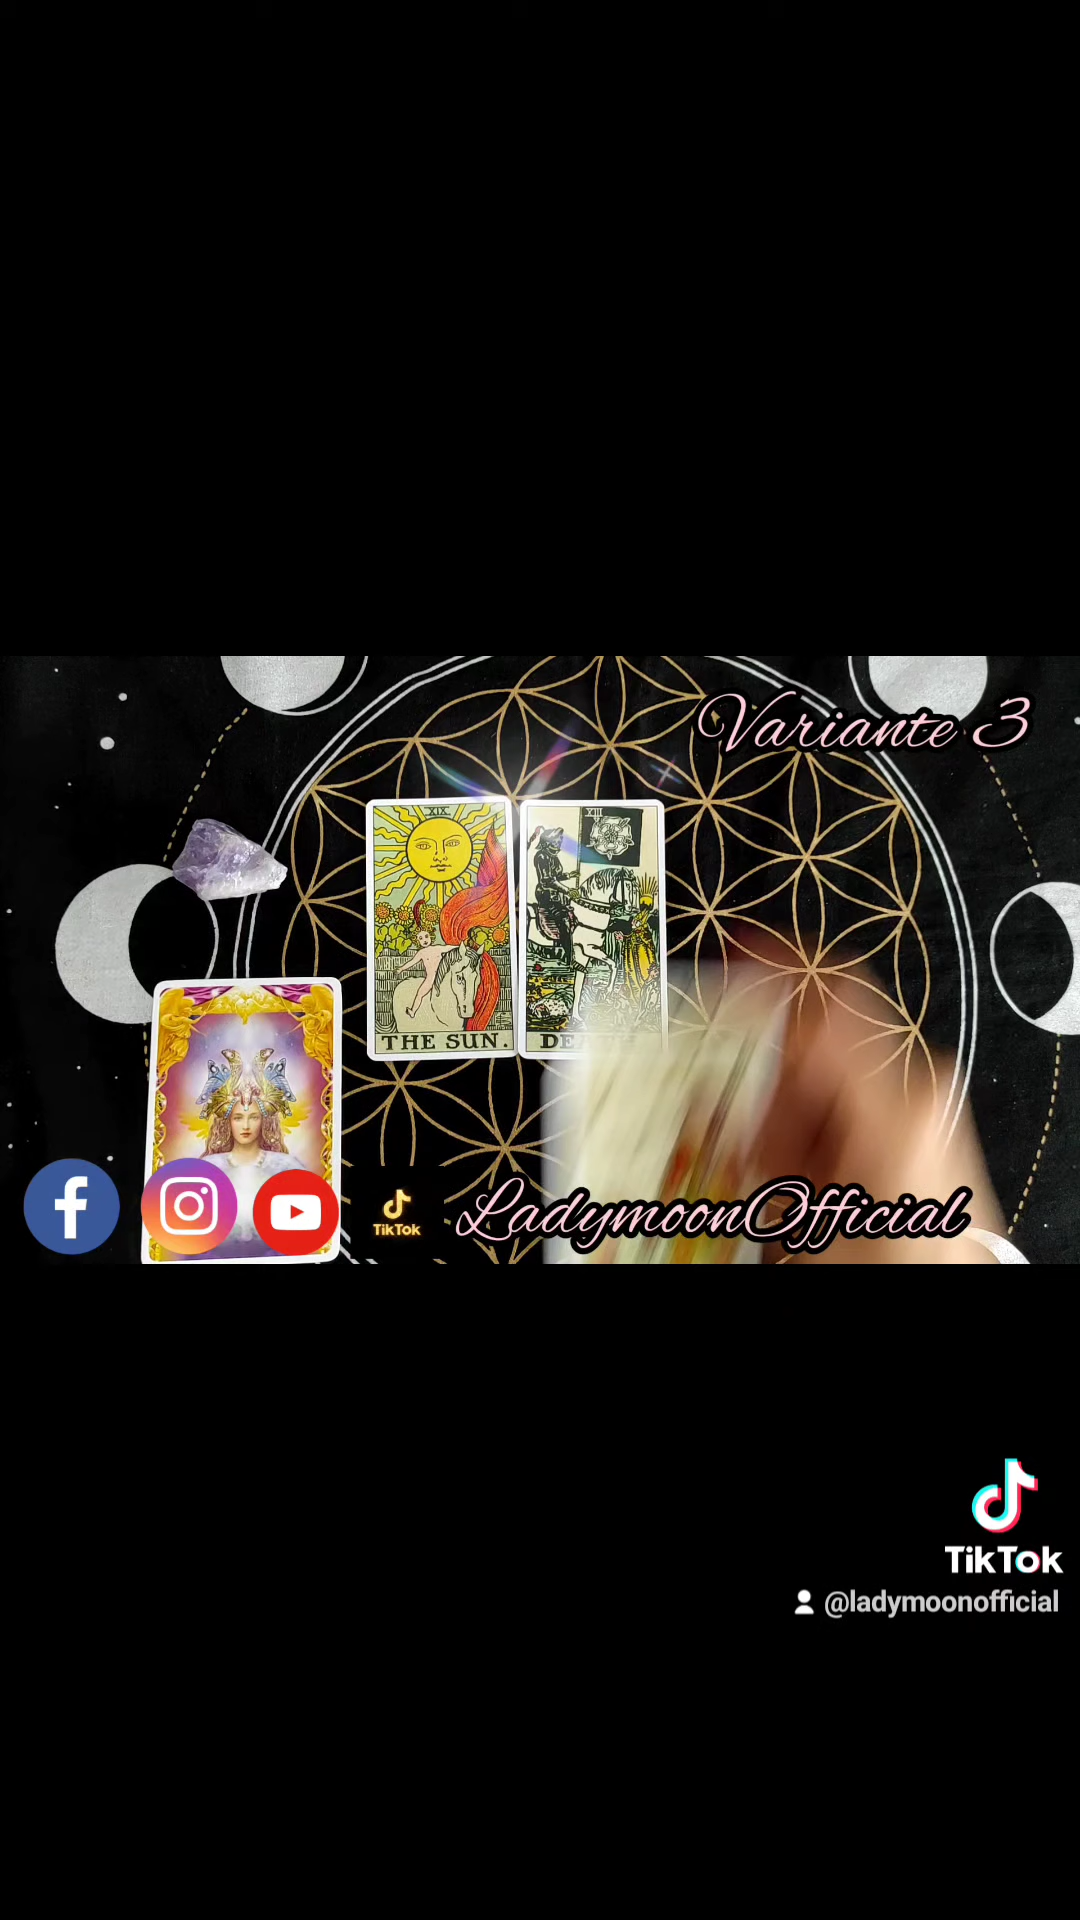 Variante 3
XIX
XIII
THE SUN.
TikTok
LadymoonOfficial
TikTok
@ladymoonofficial